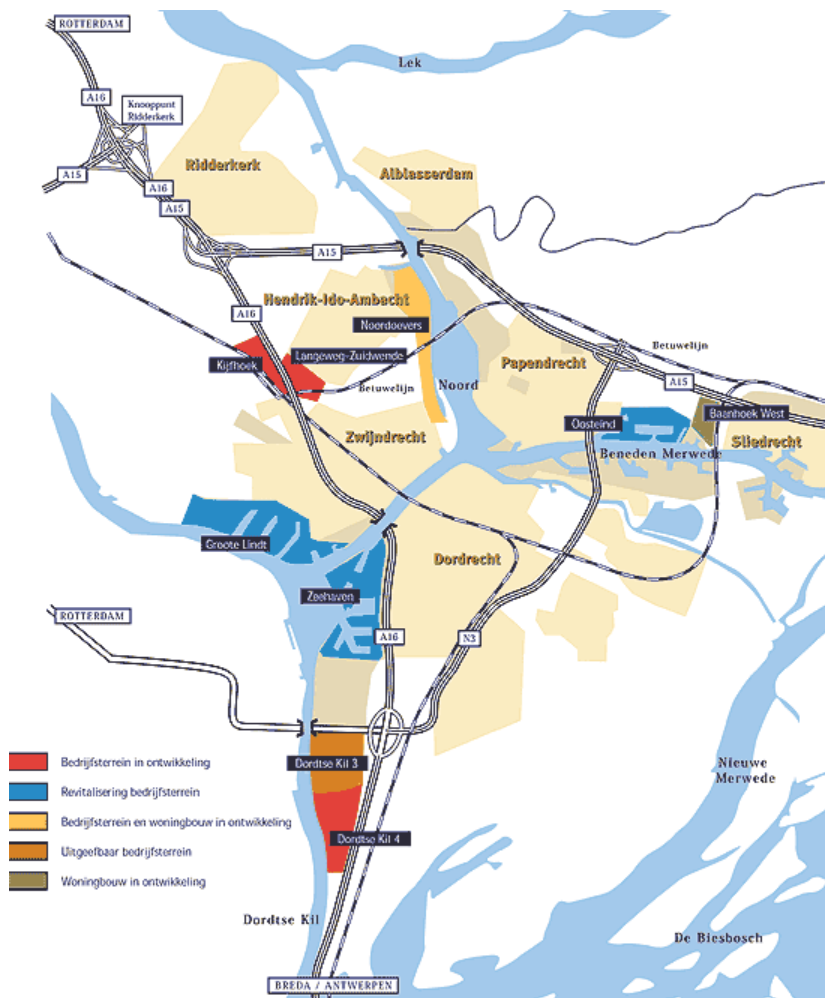 ROTTERDAM
Lek
A16
Knooppunt
Ridderkerk
Ridderkerk
Alblasserdam
A15
A16
A15
A15
A16
Hendrik-Ido-Ambacht
Noordoevers
Betuwelijn
Langeweg-Zuidwende
Kijfhoek
Papendrecht
Betuwelijn
Noord
A15
Baanhoek West
Oosteind
Zwijndrecht
Sliedrecht
Beneden Merwede
Groote Lindt
Dordrecht
Zeehaven
ROTTERDAM
A16
N3
Dordtse Kil 3
Nieuwe
Merwede
Bedrijfsterrein in ontwikkeling
Revitalisering bedrijfsterrein
Bedrijfsterrein en woningbouw in ontwikkeling
Uitgeefbaar bedrijfsterrein
Woningbouw in ontwikkeling
Dordtse Kil 4
Dordtse Kil
De Biesbosch
BREDA / ANTWERPEN